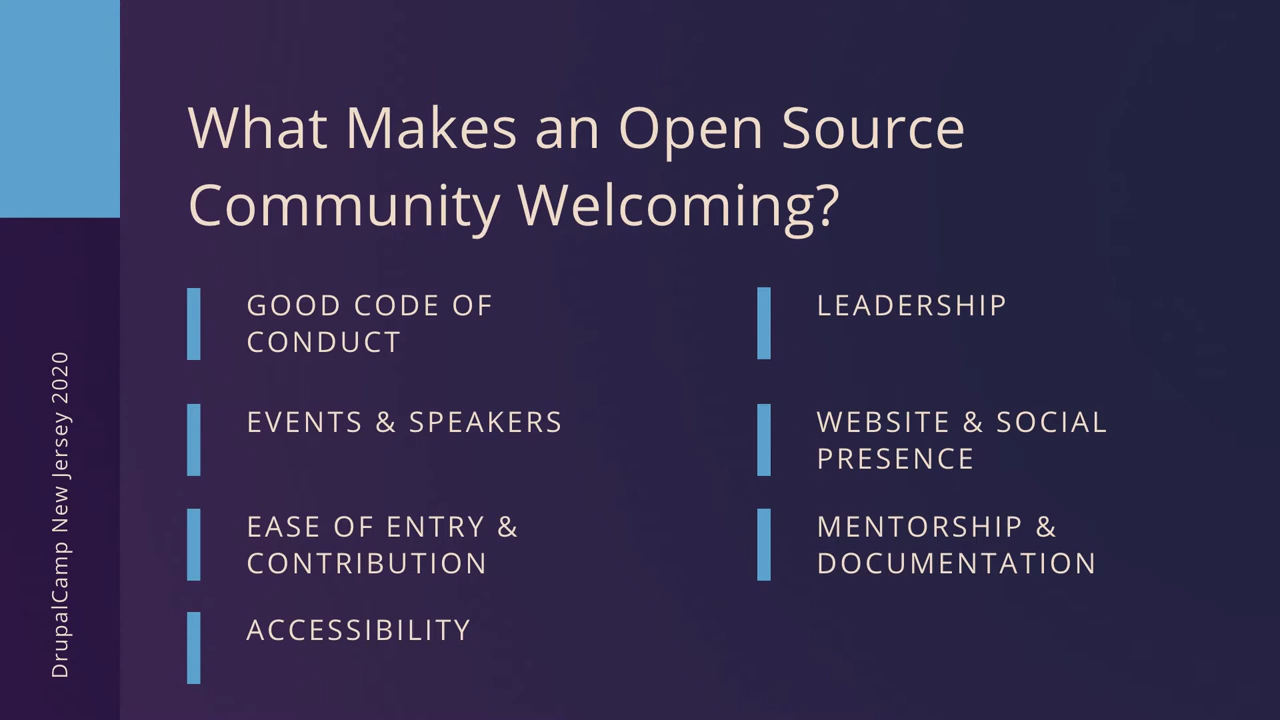 What Makes an Open Source
Community Welcoming?
GOOD CODE OF
CONDUCT
LEADERSHIP
EVENTS & SPEAKERS
WEBSITE & SOCIAL
PRESENCE
EASE OF ENTRY &
CONTRIBUTION
MENTORSHIP &
DOCUMENTATION
ACCESSIBILITY
DrupalCamp New Jersey 2020